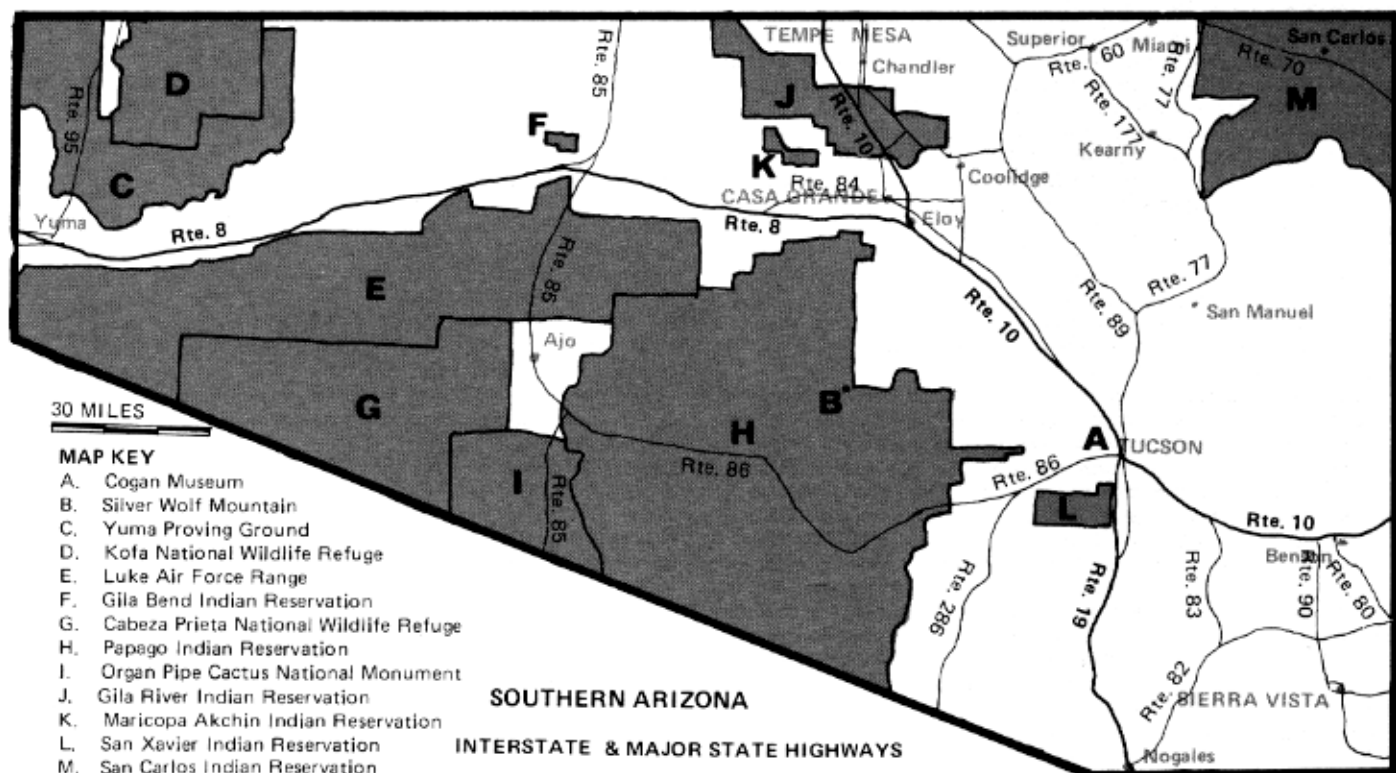 TEMPE MESA
Superior
Miami
San Carlos
Chandler
Rte. 60
Rte. 70
Rte. 85
Rte. 95
Rte. 77
D
J
M
F
Rte. 10
Rte. 177
K
Kearny
C
Rte. 84
Coolidge
CASA GRANDE
Yuma
Rte. 8
Rte. 8
Eloy
Rte. 85
E
Rte. 77
Rte. 10
Rte. 89
San Manuel
Ajo
G
B
30 MILES
H
A
TUCSON
Rte. 86
Rte. 86
I
L
Rte. 85
Rte. 10
Benson
Rte. 286
Rte. 19
Rte. 83
Rte. 90
Rte. 80
Rte. 82
SIERRA VISTA
Nogales
MAP KEY
A. Cogan Museum
B. Silver Wolf Mountain
C. Yuma Proving Ground
D. Kofa National Wildlife Refuge
E. Luke Air Force Range
F. Gila Bend Indian Reservation
G. Cabeza Prieta National Wildlife Refuge
H. Papago Indian Reservation
I. Organ Pipe Cactus National Monument
J. Gila River Indian Reservation
K. Maricopa Akchin Indian Reservation
L. San Xavier Indian Reservation
M. San Carlos Indian Reservation
SOUTHERN ARIZONA
INTERSTATE & MAJOR STATE HIGHWAYS